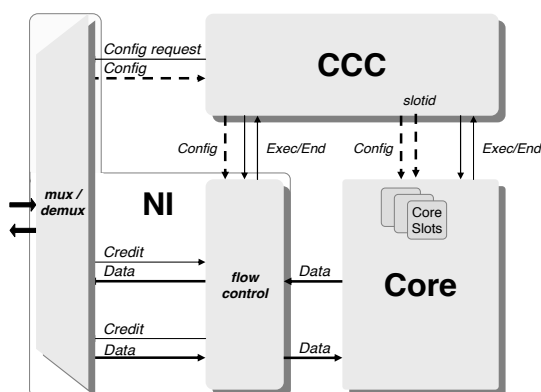 Config request
Config
CCC
slotid
Config
Exec/End
Config
Exec/End
mux /
demux
NI
Core
Slots
Credit
Data
flow
control
Data
Core
Credit
Data
Data